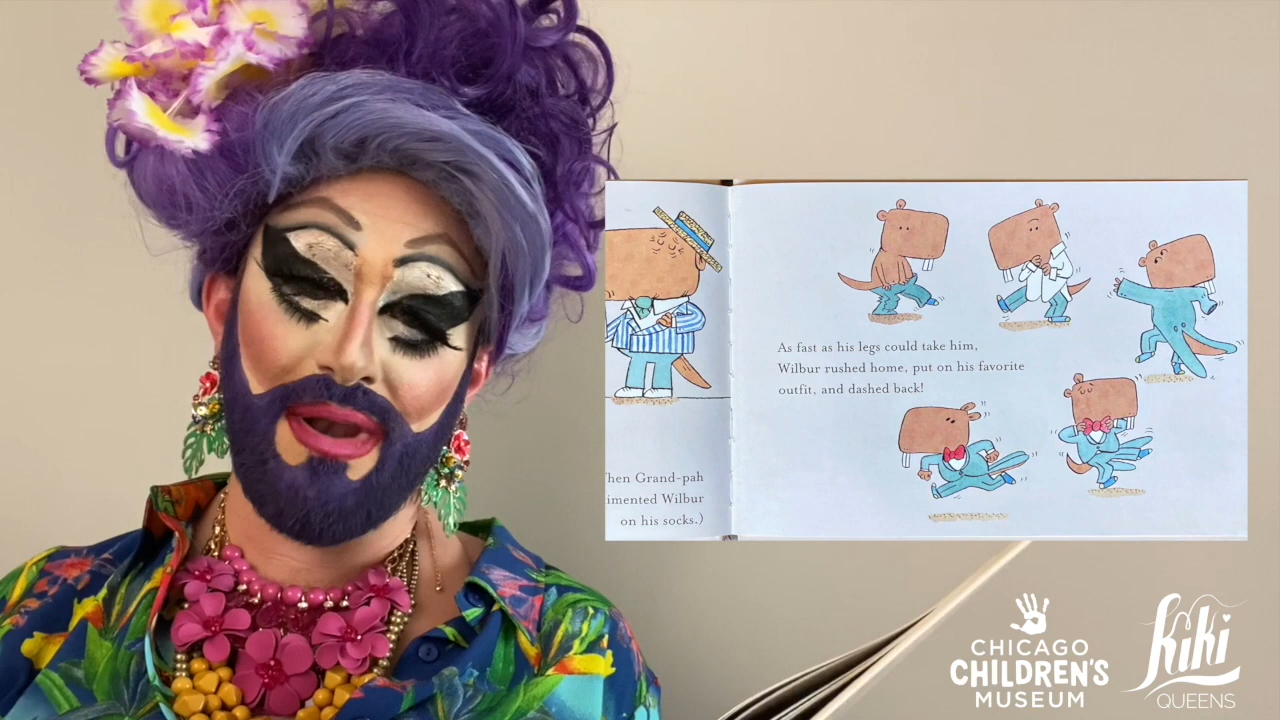 As fast as his legs could take him,
Wilbur rushed home, put on his favorite
outfit, and dashed back!
hen Grand-pah
imented Wilbur
on his socks.)
CHICAGO
CHILDREN'S
MUSEUM
Kiki
QUEENS